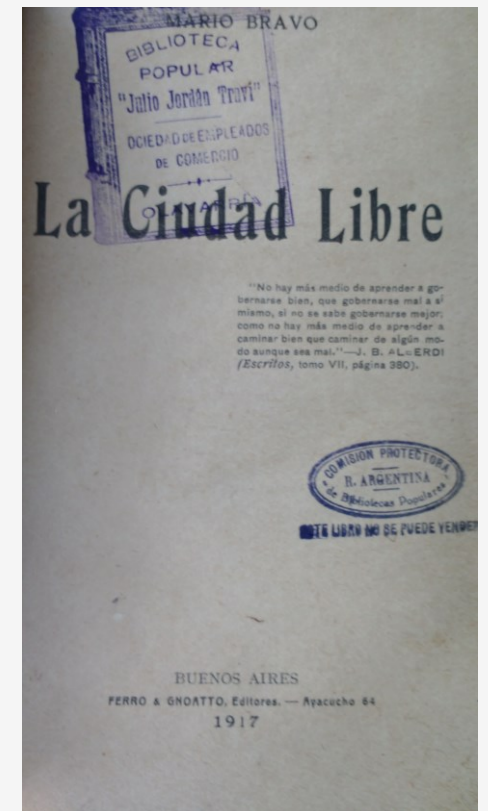 MARIO BRAVO
BIBLIOTECA
POPULAR
"Julio Jordán Traví"
OCIEDAD DE EMPLEADOS
DE COMERCIO
La Ciudad Libre
"No hay más medio de aprender a go-
bernarse bien, que gobernarse mal a sí
mismo, si no se sabe gobernarse mejor;
como no hay más medio de aprender a
caminar bien que caminar de algún mo-
do aunque sea mal."—J. B. ALBERDI
(Escritos, tomo VII, página 380).
COMISION PROTECTORA
R. ARGENTINA
de Bibliotecas Populares
ESTE LIBRO NO SE PUEDE VENDER
BUENOS AIRES
FERRO & GNOATTO, Editores. — Ayacucho 64
1917